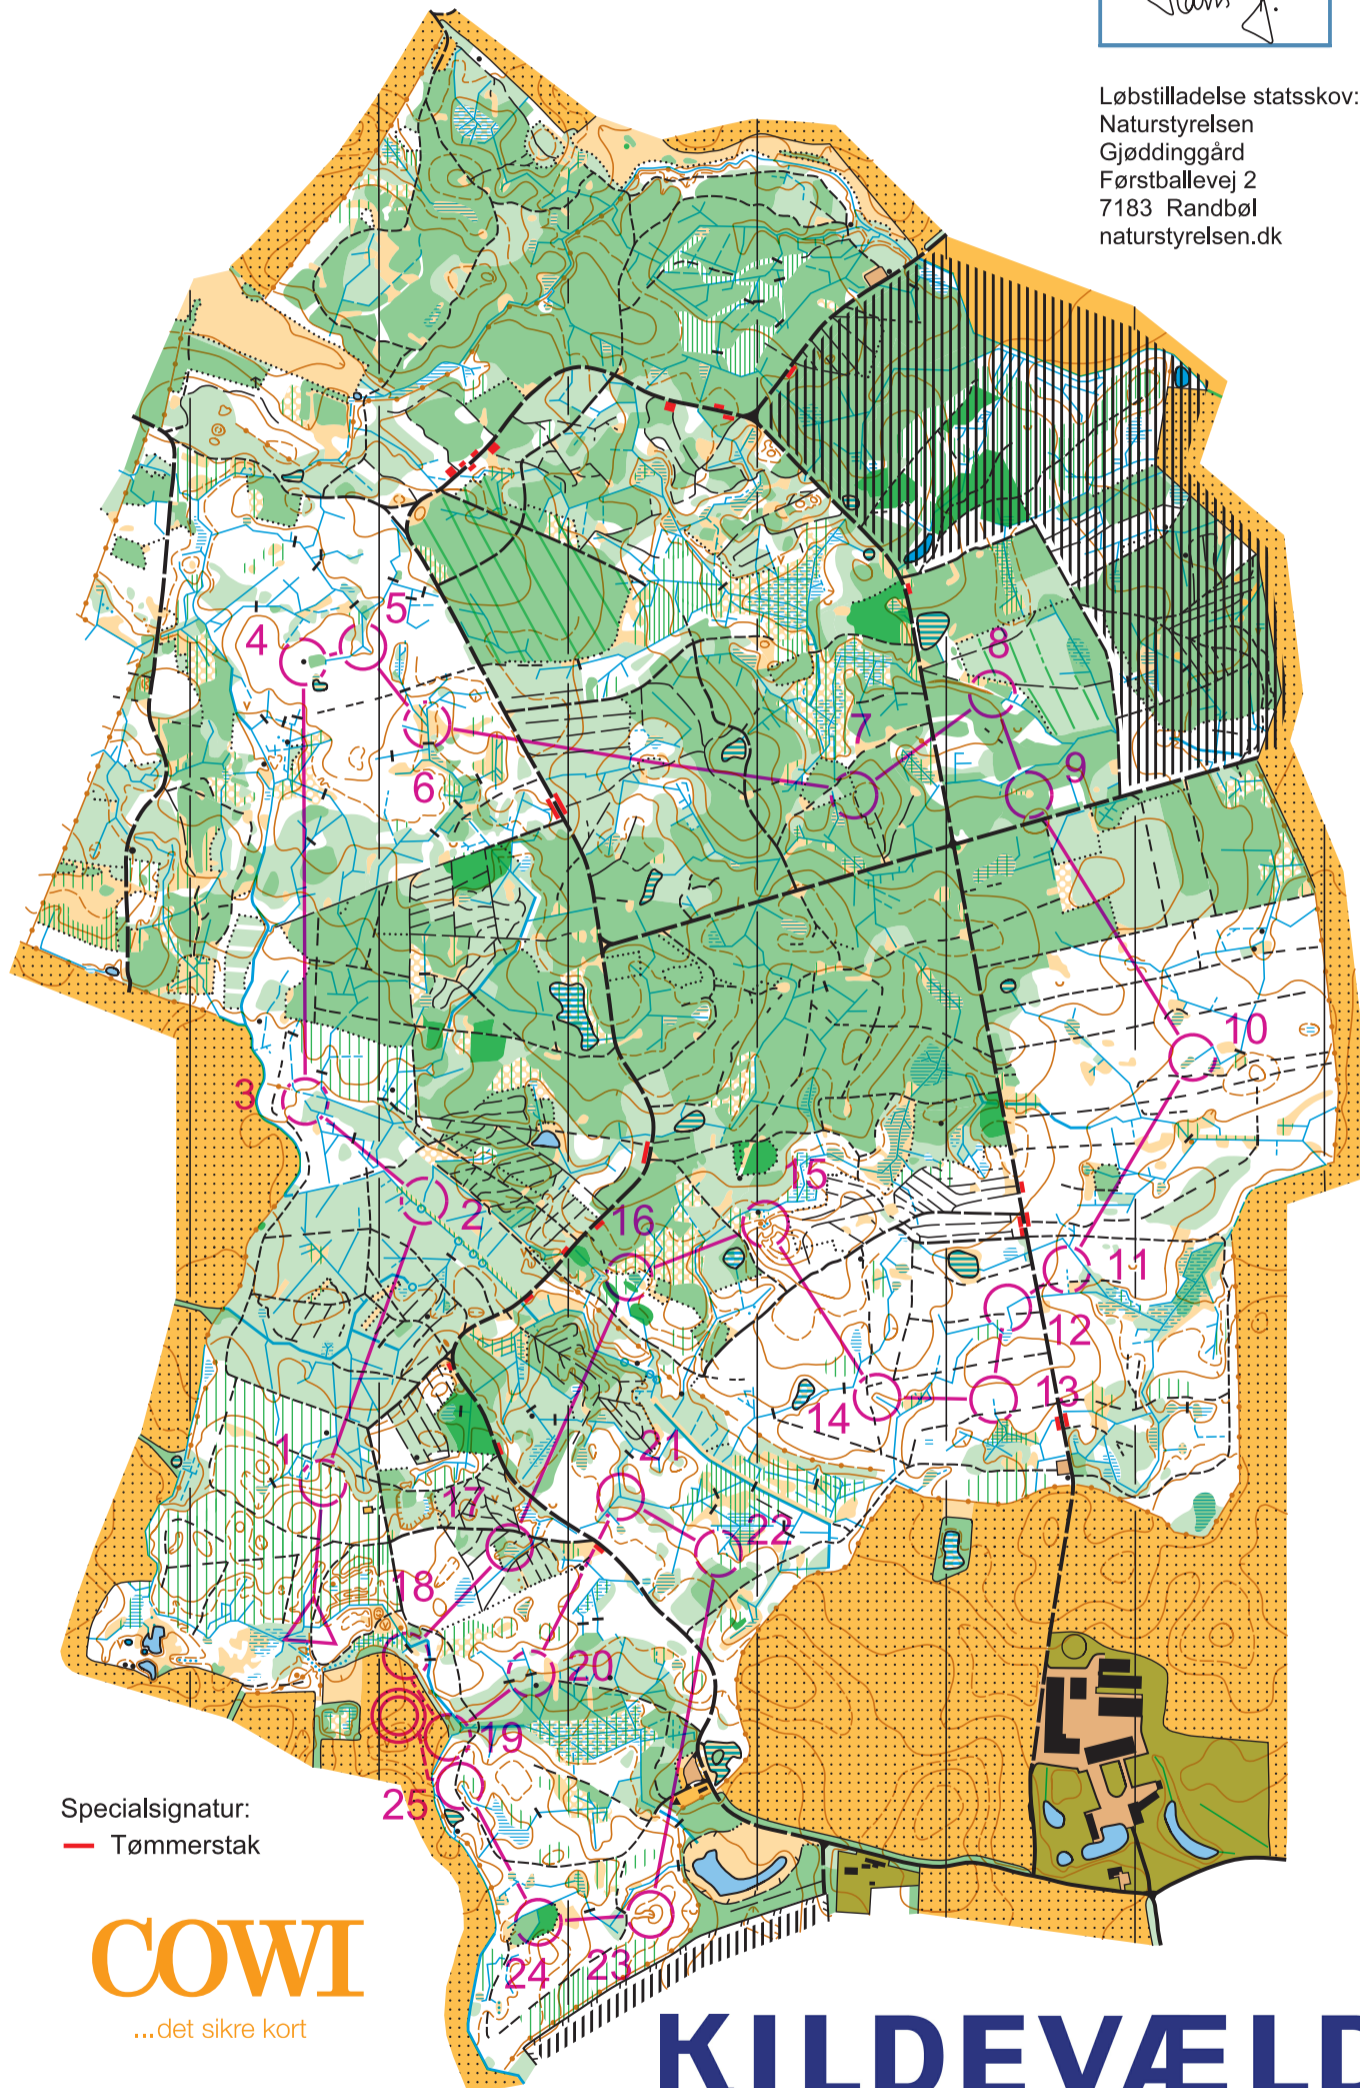 Løbstilladelse statsskov:
Naturstyrelsen
Gjøddinggård
Førstballevej 2
7183 Randbøl
naturstyrelsen.dk
5
4
8
7
6
9
10
3
15
2
16
11
12
13
14
21
1
17
22
18
20
19
25
24
23
Specialsignatur:
Tømmerstak
COWI
...det sikre kort
KILDEVÆLD